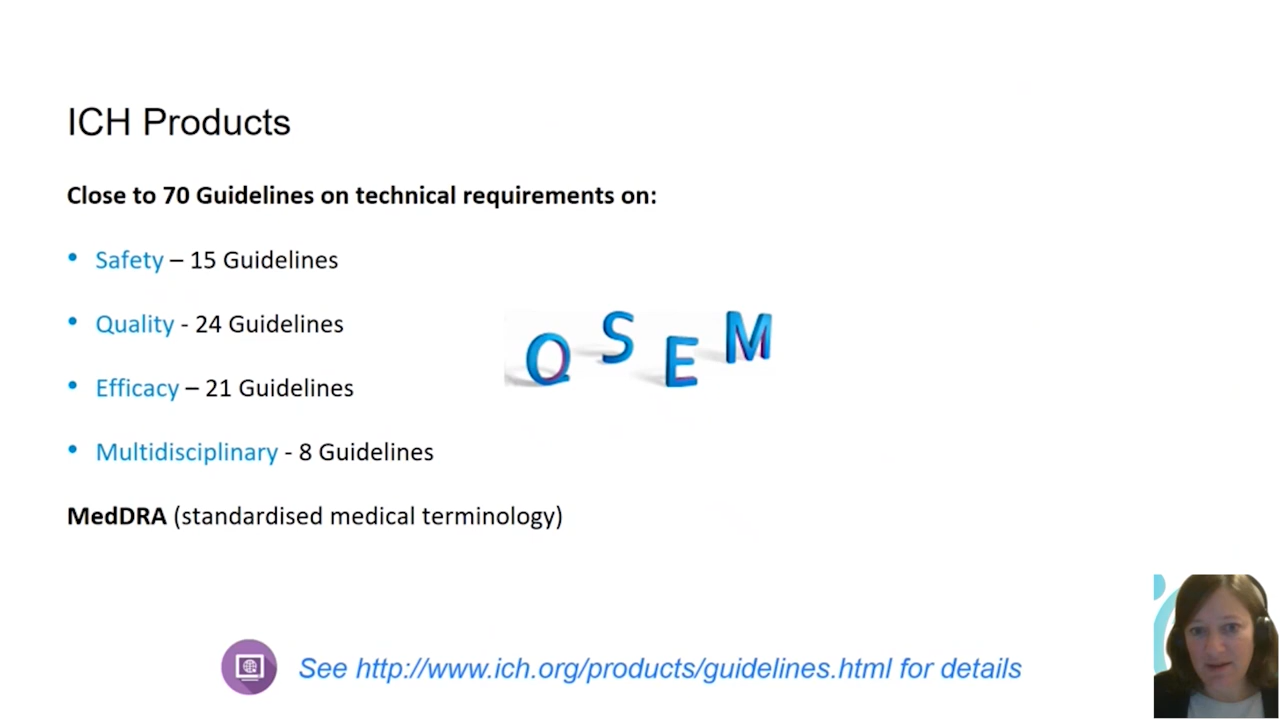 ICH Products
Close to 70 Guidelines on technical requirements on:
• Safety – 15 Guidelines
• Quality - 24 Guidelines
• Efficacy – 21 Guidelines
• Multidisciplinary - 8 Guidelines
Q S E M
MedDRA (standardised medical terminology)
See http://www.ich.org/products/guidelines.html for details